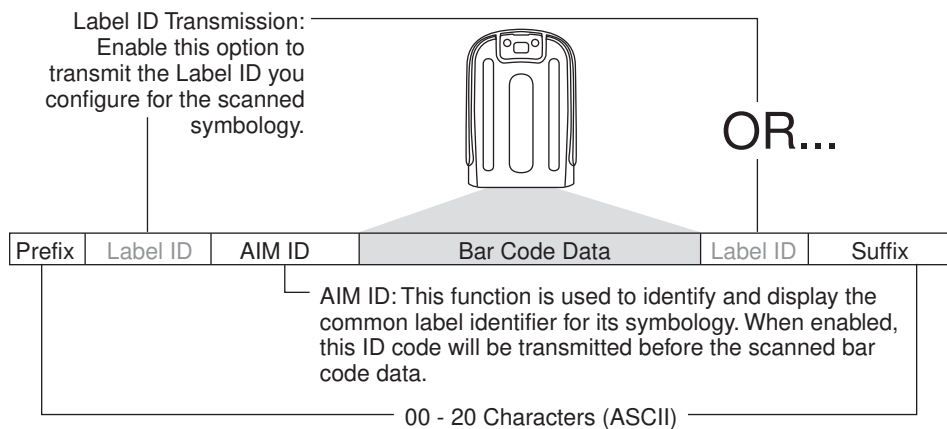 Label ID Transmission:
Enable this option to
transmit the Label ID you
configure for the scanned
symbology.
OR...
Prefix Label ID AIM ID Bar Code Data Label ID Suffix
AIM ID: This function is used to identify and display the
common label identifier for its symbology. When enabled,
this ID code will be transmitted before the scanned bar
code data.
00 - 20 Characters (ASCII)